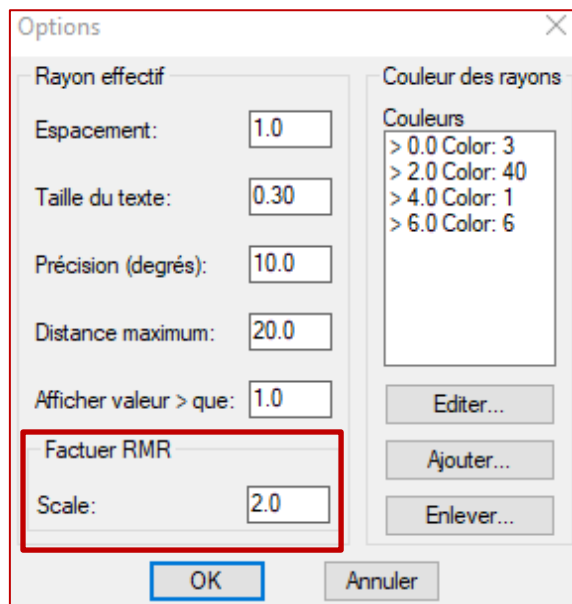 Options
Rayon effectif
Espacement: 1.0
Taille du texte: 0.30
Précision (degrés): 10.0
Distance maximum: 20.0
Afficher valeur > que: 1.0
Factuer RMR
Scale: 2.0
Couleur des rayons
Couleurs
> 0.0 Color: 3
> 2.0 Color: 40
> 4.0 Color: 1
> 6.0 Color: 6
Editer...
Ajouter...
Enlever...
OK
Annuler